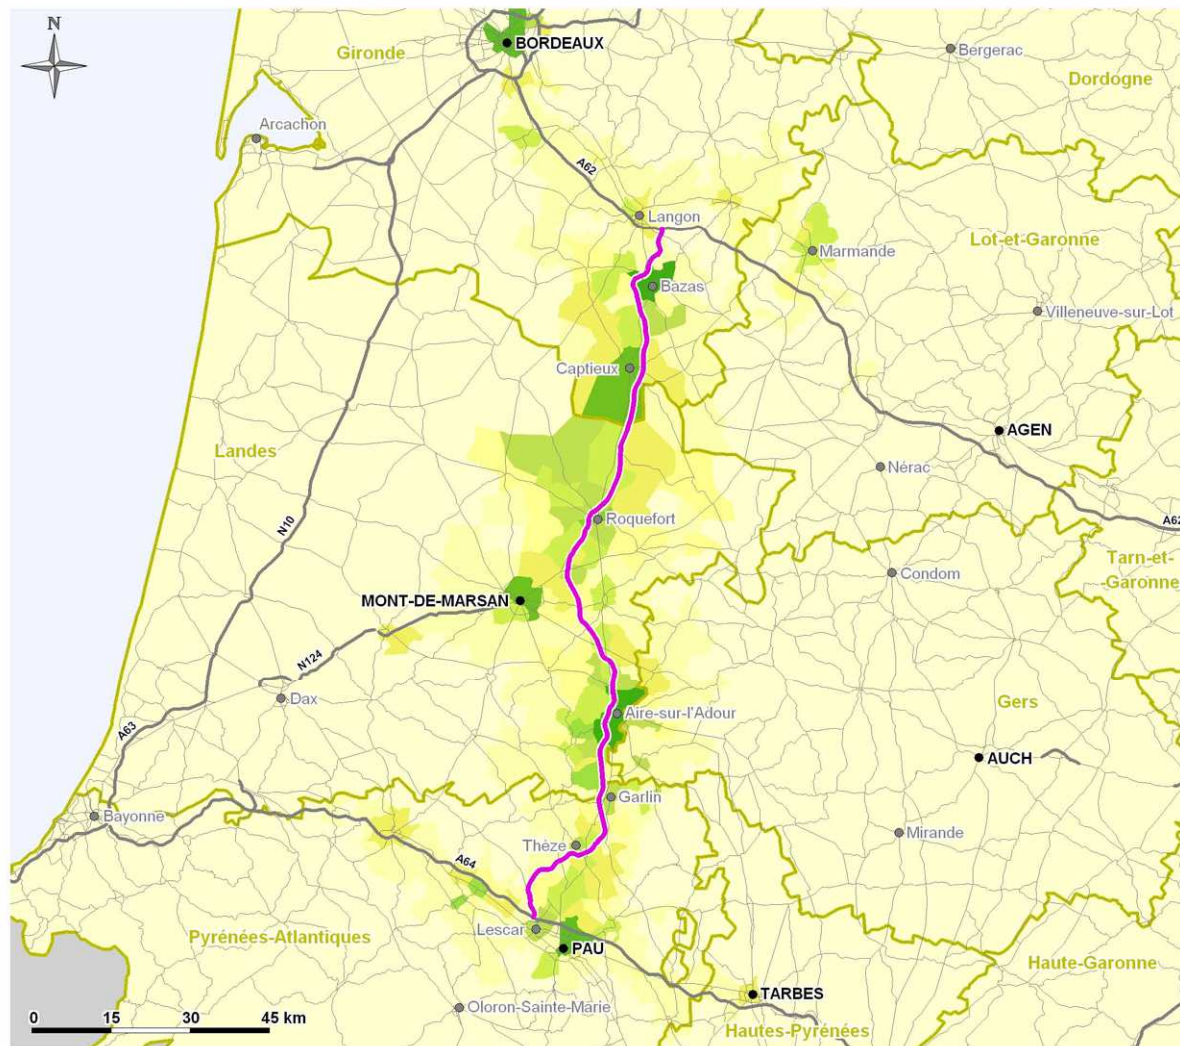 N
BORDEAUX
Gironde
Bergerac
Dordogne
Arcachon
A62
Langon
Lot-et-Garonne
Marmande
Bazas
Villeneuve-sur-Lot
Captieux
AGEN
Landes
Nérac
N10
Roquefort
A62
Tarn-et-
-Garonne
Condom
MONT-DE-MARSAN
N124
Dax
Gers
Aire-sur-l'Adour
A63
AUCH
Garlin
Bayonne
Mirande
Thèze
A64
Lescar
Pyrénées-Atlantiques
PAU
Haute-Garonne
TARBES
Oloron-Sainte-Marie
0 15 30 45 km
Hautes-Pyrénées